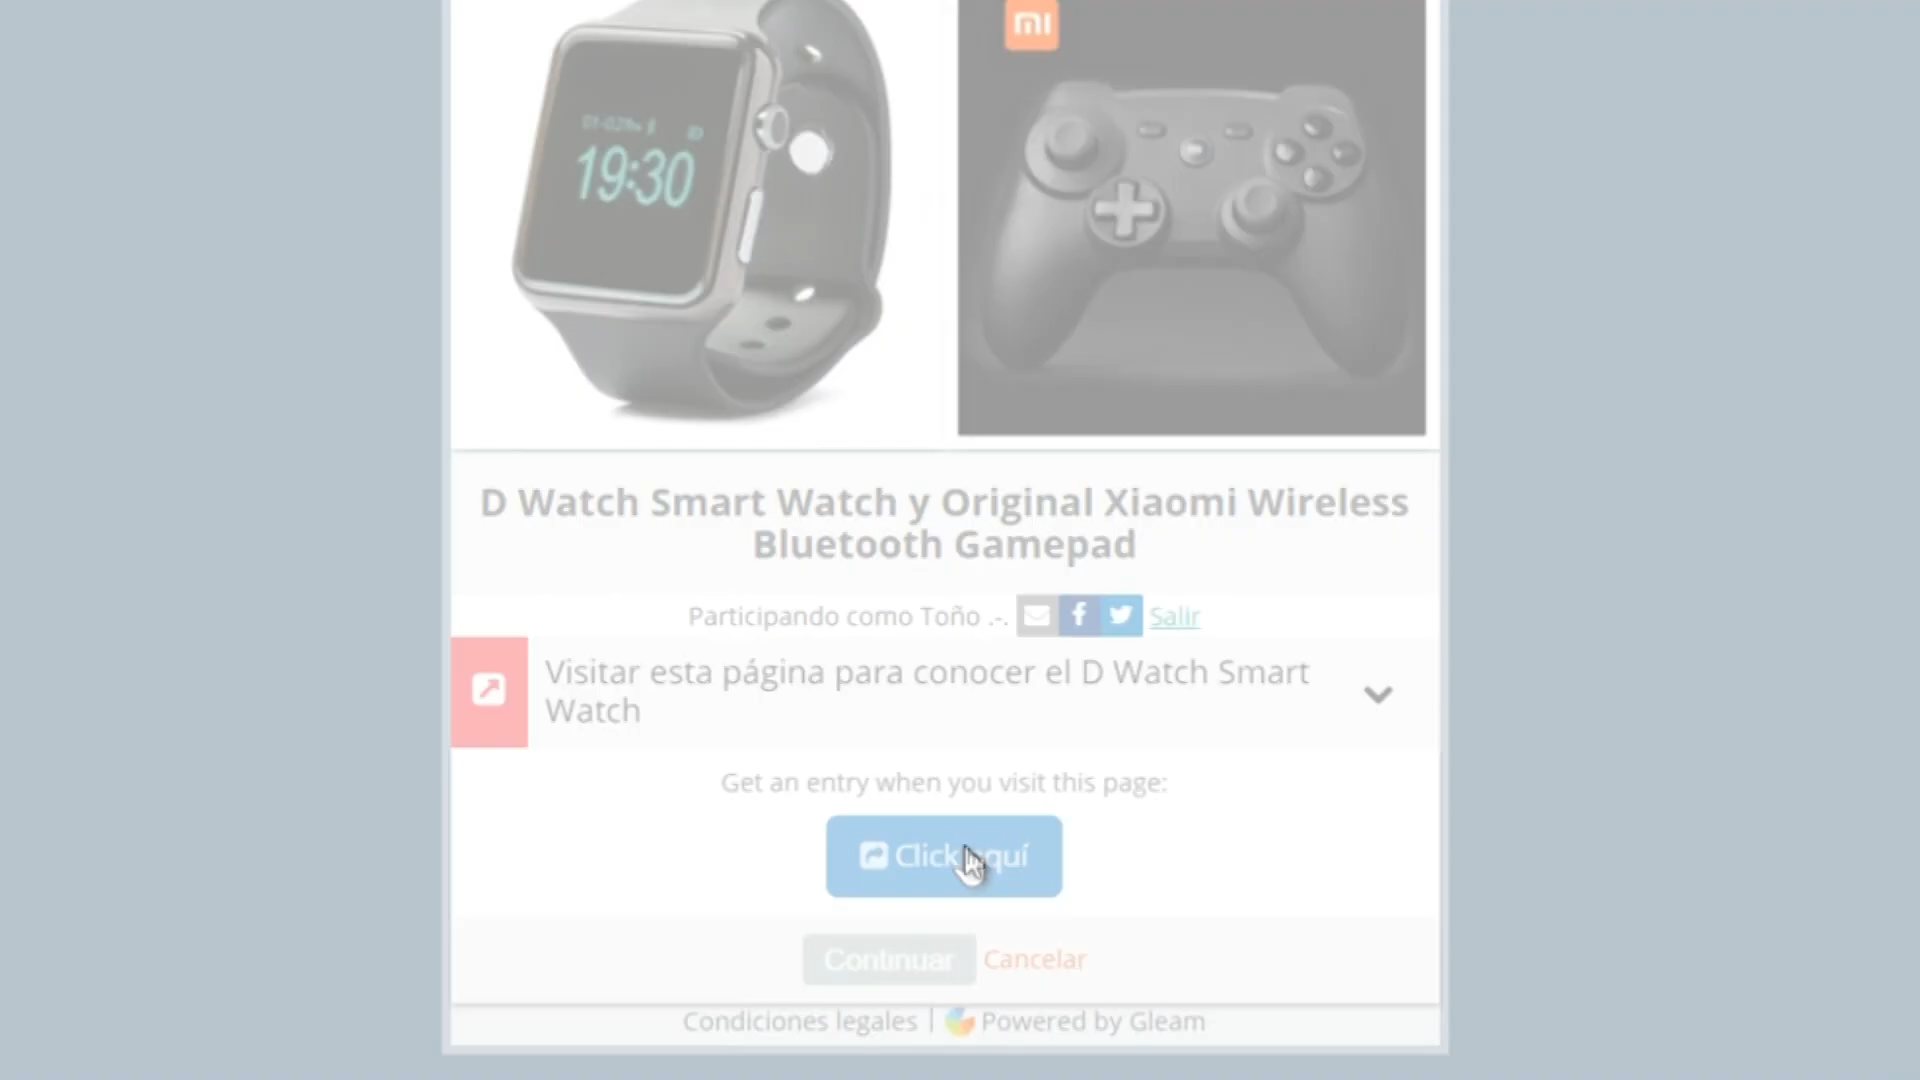 mi
19:30
D Watch Smart Watch y Original Xiaomi Wireless
Bluetooth Gamepad
Participando como Toño .-. Salir
Visitar esta página para conocer el D Watch Smart
Watch
Get an entry when you visit this page:
Click aquí
Continuar Cancelar
Condiciones legales | Powered by Gleam